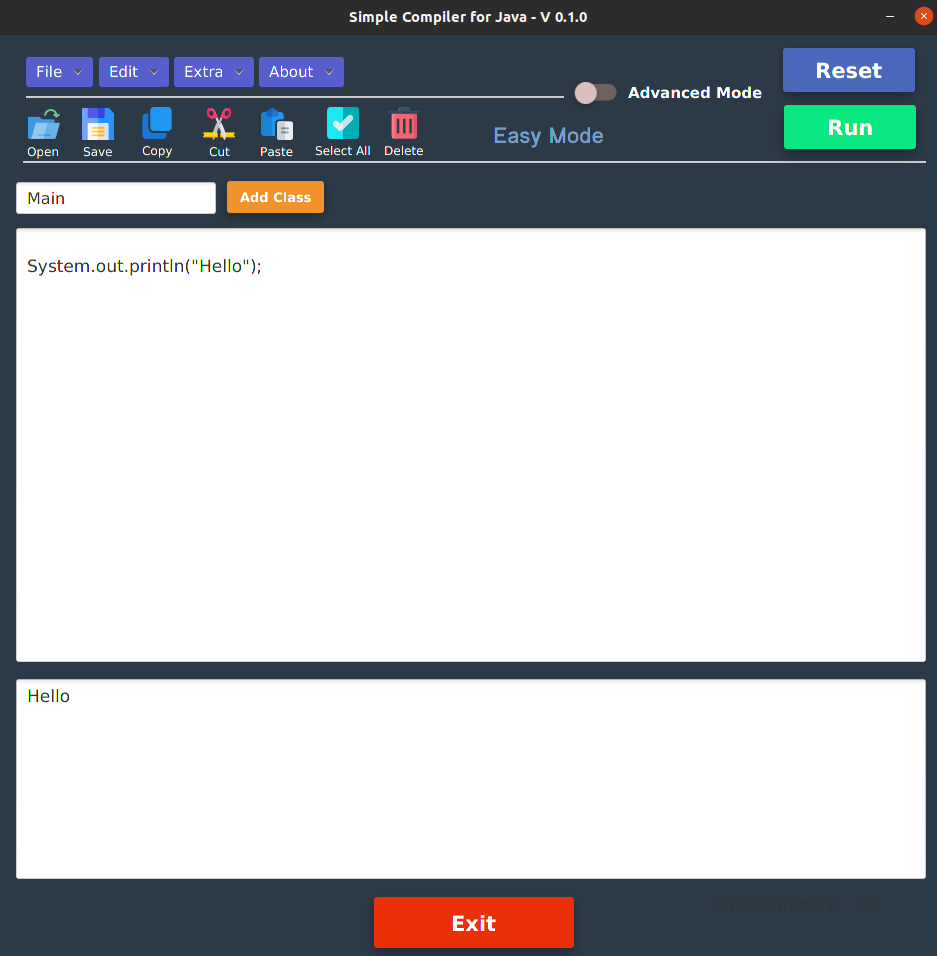 Simple Compiler for Java - V 0.1.0
File Edit Extra About
Reset
Advanced Mode
Open Save Copy Cut Paste Select All Delete
Easy Mode
Run
Main
Add Class
System.out.println("Hello");
Hello
Total Characters: 30
Exit